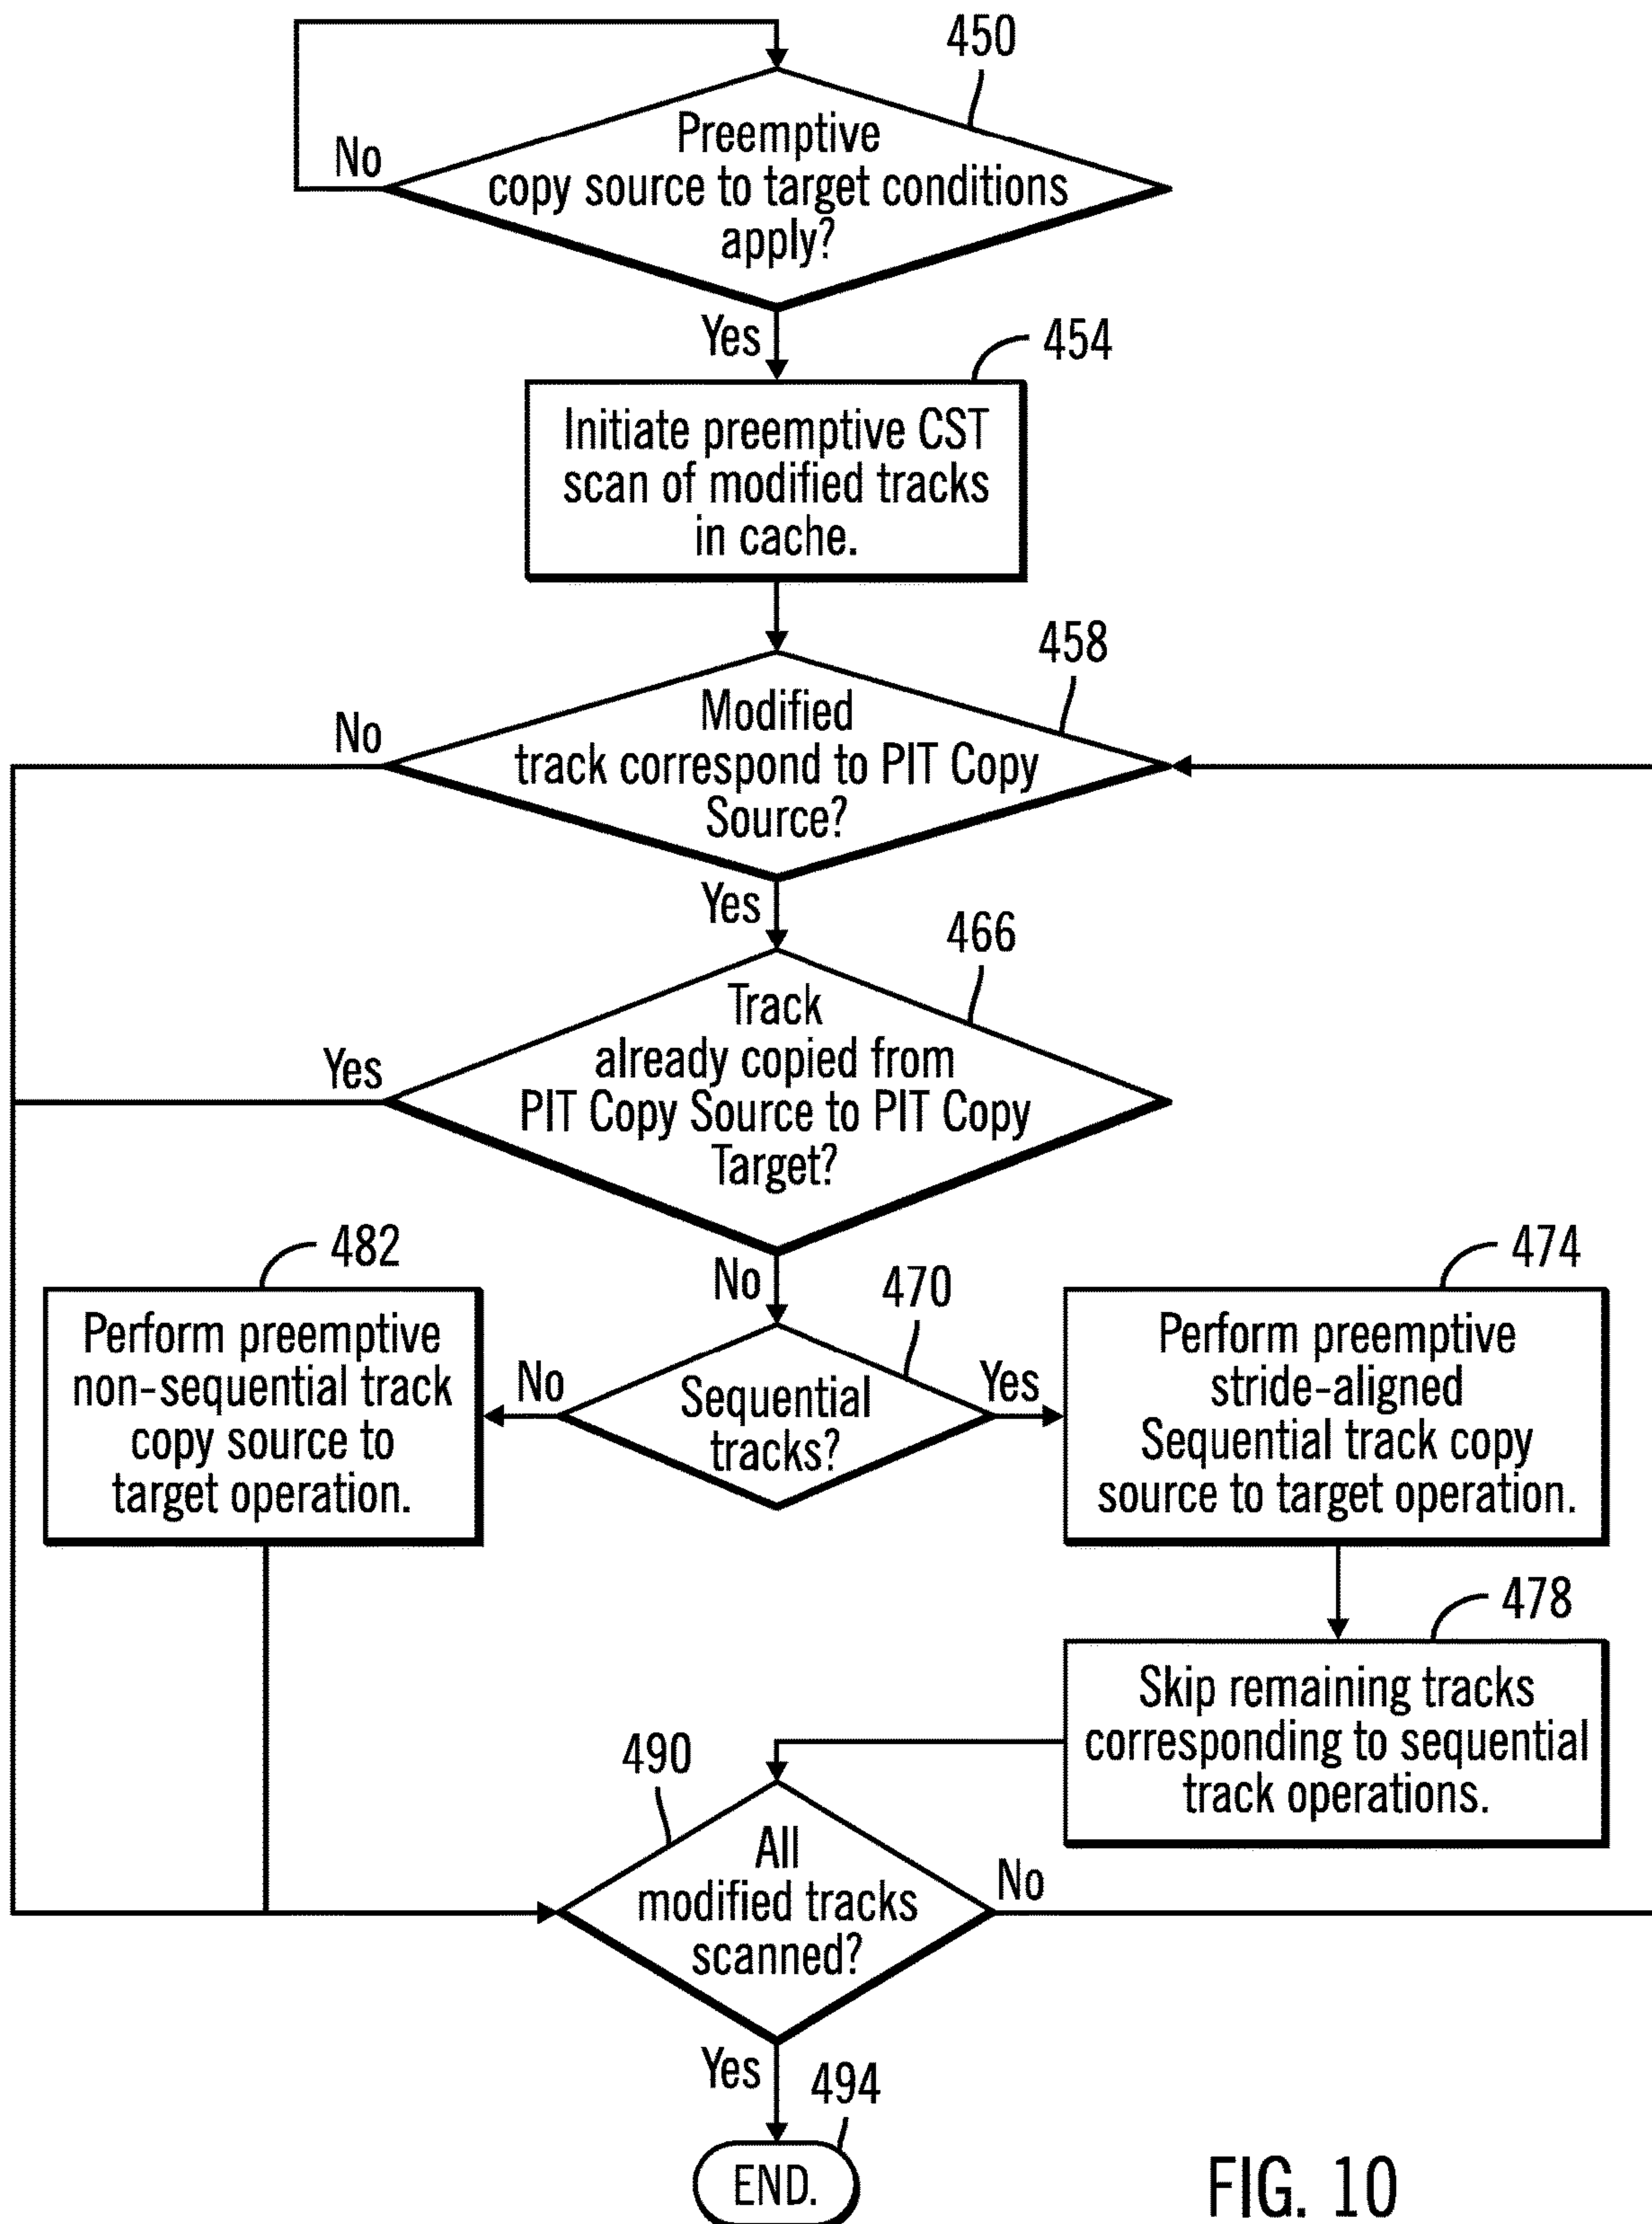 450
Preemptive
copy source to target conditions
apply?
No
Yes
454
Initiate preemptive CST
scan of modified tracks
in cache.
458
Modified
track correspond to PIT Copy
Source?
No
Yes
466
Track
already copied from
PIT Copy Source to PIT Copy
Target?
Yes
No
470
Sequential
tracks?
No
Yes
482
Perform preemptive
non-sequential track
copy source to
target operation.
474
Perform preemptive
stride-aligned
Sequential track copy
source to target operation.
478
Skip remaining tracks
corresponding to sequential
track operations.
490
All
modified tracks
scanned?
No
Yes
494
END.
FIG. 10